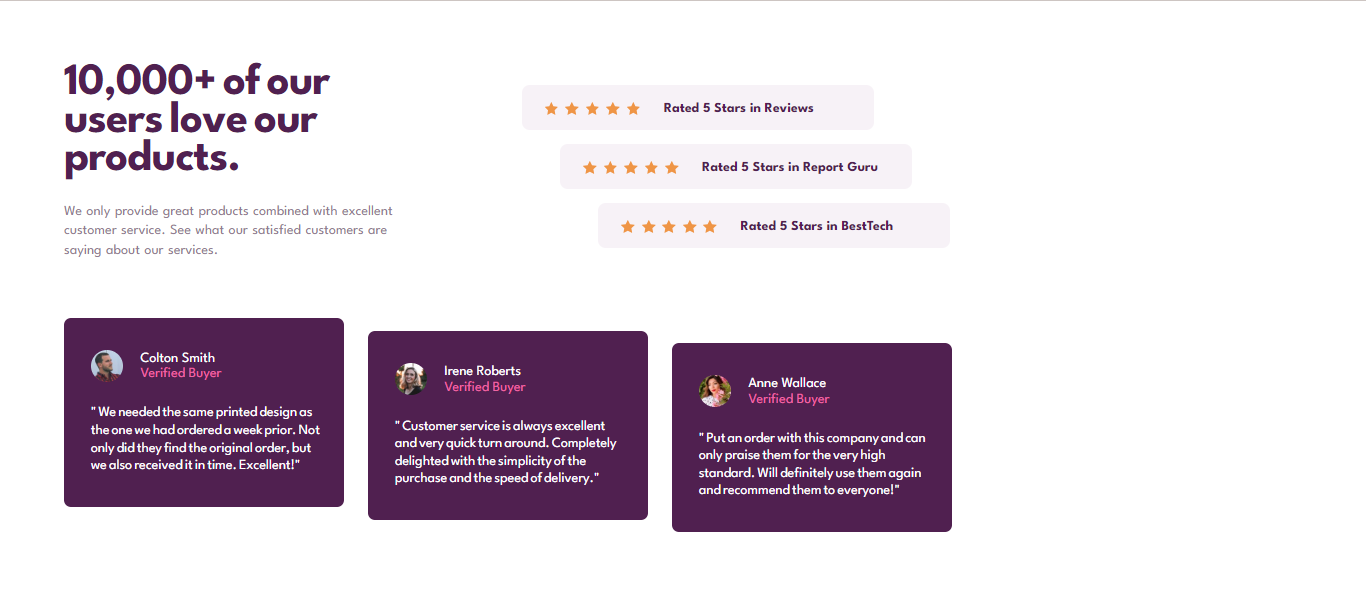 10,000+ of our
users love our
products.
We only provide great products combined with excellent
customer service. See what our satisfied customers are
saying about our services.
Rated 5 Stars in Reviews
Rated 5 Stars in Report Guru
Rated 5 Stars in BestTech
Colton Smith
Verified Buyer
" We needed the same printed design as
the one we had ordered a week prior. Not
only did they find the original order, but
we also received it in time. Excellent!"
Irene Roberts
Verified Buyer
" Customer service is always excellent
and very quick turn around. Completely
delighted with the simplicity of the
purchase and the speed of delivery."
Anne Wallace
Verified Buyer
" Put an order with this company and can
only praise them for the very high
standard. Will definitely use them again
and recommend them to everyone!"